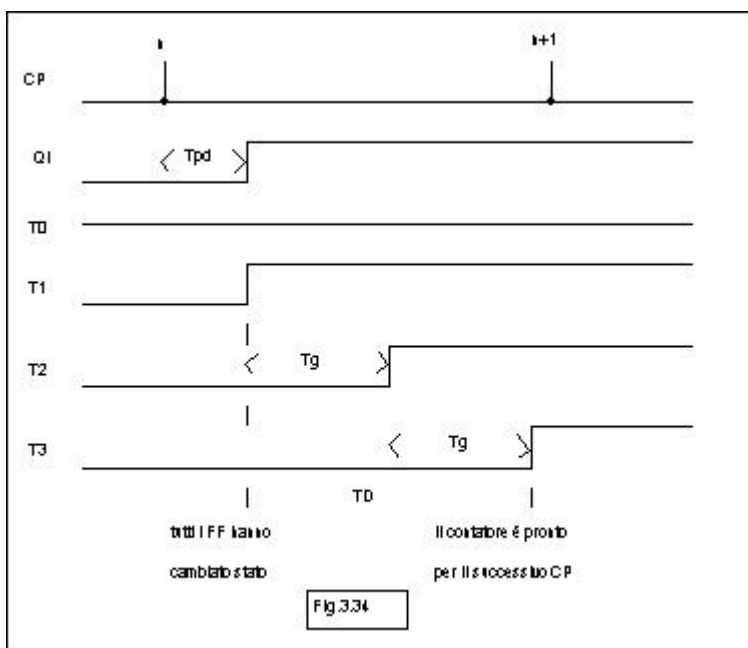 n
n+1
CP
QI
Tpd
T0
T1
Tg
T2
Tg
T3
TD
tutti i FF hanno
cambiato stato
Il contatore é pronto
per il successivo CP
Fig.3.34